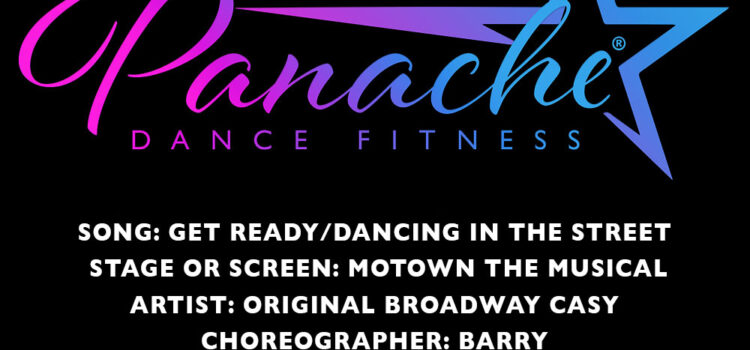 Panache®
DANCE FITNESS
SONG: GET READY/DANCING IN THE STREET
STAGE OR SCREEN: MOTOWN THE MUSICAL
ARTIST: ORIGINAL BROADWAY CASY
CHOREOGRAPHER: BARRY